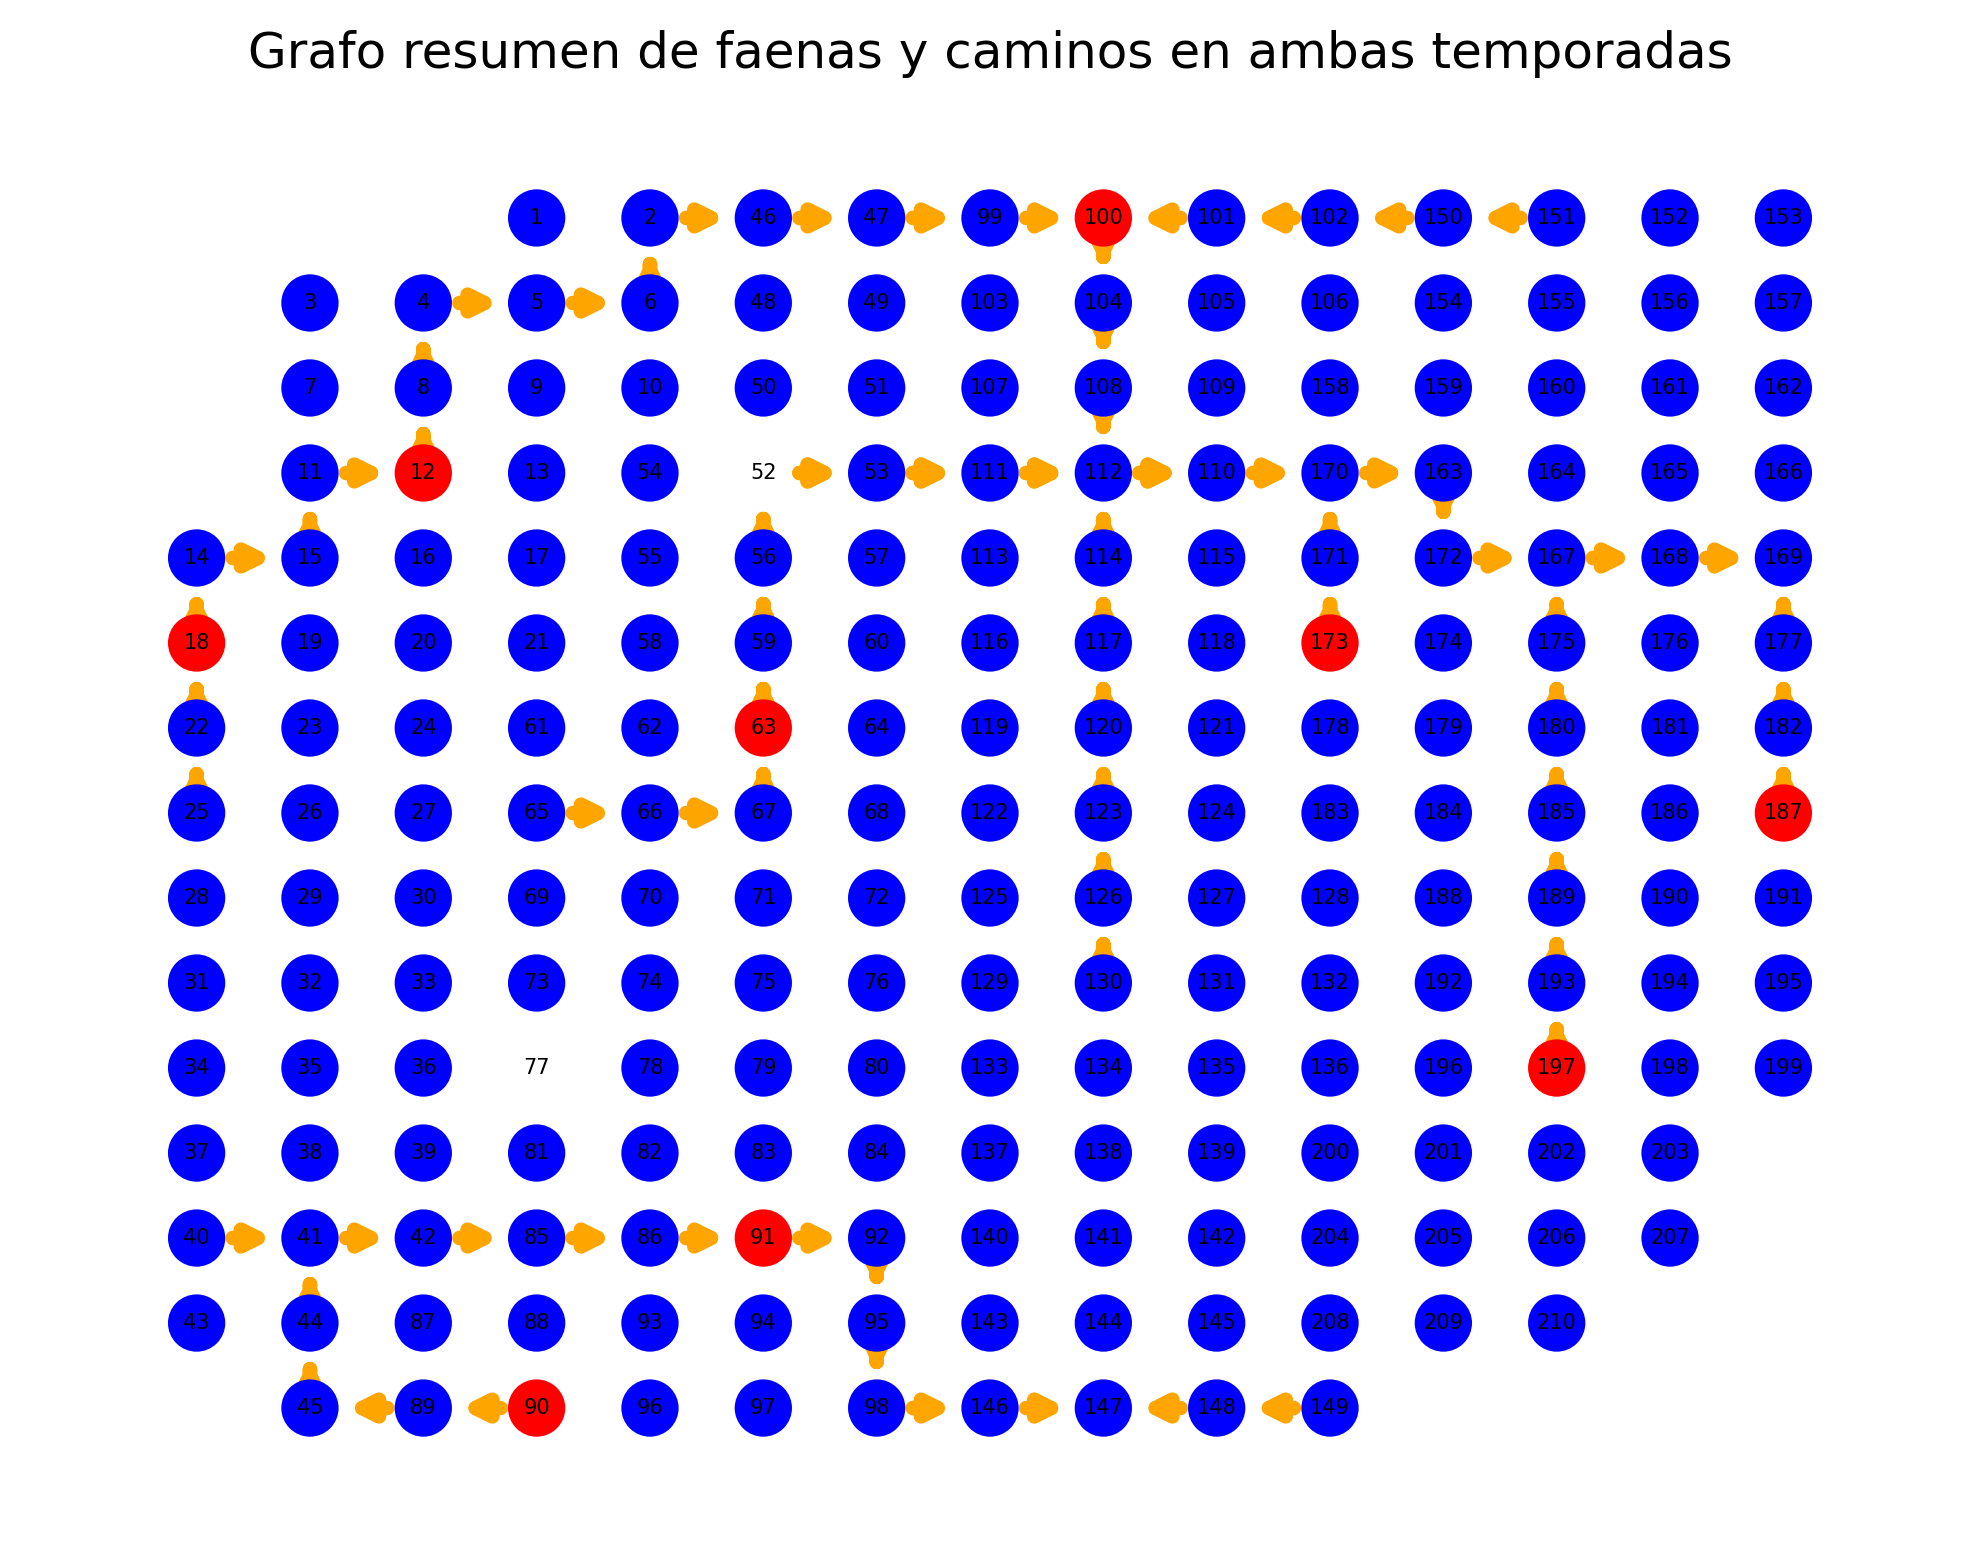 Grafo resumen de faenas y caminos en ambas temporadas
1 2 46 47 99 100 101 102 150 151 152 153
3 4 5 6 48 49 103 104 105 106 154 155 156 157
7 8 9 10 50 51 107 108 109 158 159 160 161 162
11 12 13 54 52 53 111 112 110 170 163 164 165 166
14 15 16 17 55 56 57 113 114 115 171 172 167 168 169
18 19 20 21 58 59 60 116 117 118 173 174 175 176 177
22 23 24 61 62 63 64 119 120 121 178 179 180 181 182
25 26 27 65 66 67 68 122 123 124 183 184 185 186 187
28 29 30 69 70 71 72 125 126 127 128 188 189 190 191
31 32 33 73 74 75 76 129 130 131 132 192 193 194 195
34 35 36 77 78 79 80 133 134 135 136 196 197 198 199
37 38 39 81 82 83 84 137 138 139 200 201 202 203
40 41 42 85 86 91 92 140 141 142 204 205 206 207
43 44 87 88 93 94 95 143 144 145 208 209 210
45 89 90 96 97 98 146 147 148 149